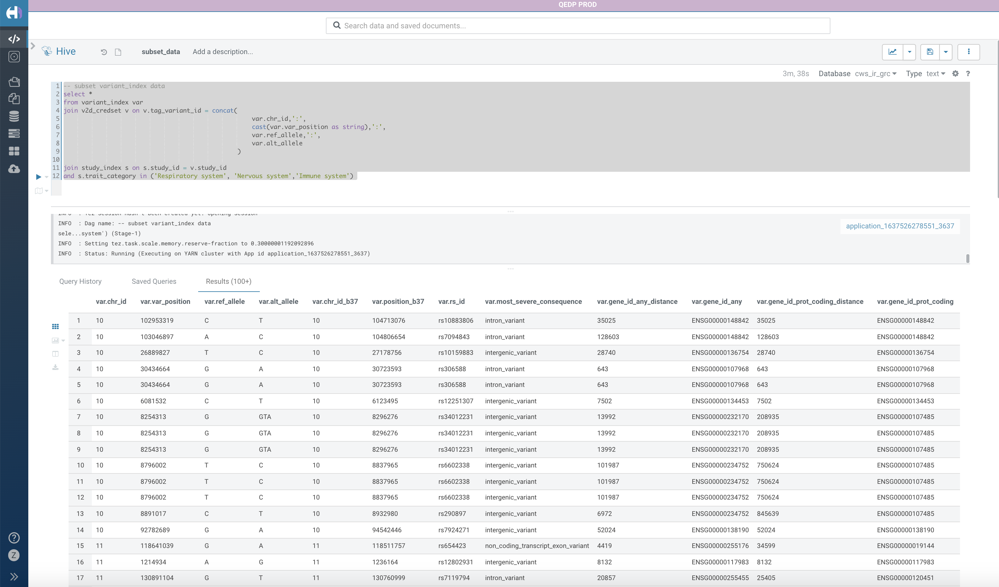 QEDP PROD
Search data and saved documents...
Hive subset_data Add a description...
3m, 38s Database cws_ir_grc Type text ?
1 -- subset variant_index data
2 select *
3 from variant_index var
4 join v2d_credset v on v.tag_variant_id = concat(
5 var.chr_id,':',
6 cast(var.var_position as string),':',
7 var.ref_allele,':',
8 var.alt_allele
9 )
10
11 join study_index s on s.study_id = v.study_id
12 and s.trait_category in ('Respiratory system', 'Nervous system','Immune system')
INFO : Tez session hasn't been created yet. Opening session
INFO : Dag name: -- subset variant_index data
sele...system') (Stage-1)
INFO : Setting tez.task.scale.memory.reserve-fraction to 0.30000001192092896
INFO : Status: Running (Executing on YARN cluster with App id application_1637526278551_3637)
application_1637526278551_3637
Query History Saved Queries Results (100+)
var.chr_id var.var_position var.ref_allele var.alt_allele var.chr_id_b37 var.position_b37 var.rs_id var.most_severe_consequence var.gene_id_any_distance var.gene_id_any var.gene_id_prot_coding_distance var.gene_id_prot_coding
1 10 102953319 C T 10 104713076 rs10883806 intron_variant 35025 ENSG00000148842 35025 ENSG00000148842
2 10 103046897 A C 10 104806654 rs7094843 intron_variant 128603 ENSG00000148842 128603 ENSG00000148842
3 10 26889827 T C 10 27178756 rs10159883 intergenic_variant 28740 ENSG00000136754 28740 ENSG00000136754
4 10 30434664 G A 10 30723593 rs306588 intron_variant 643 ENSG00000107968 643 ENSG00000107968
5 10 30434664 G A 10 30723593 rs306588 intron_variant 643 ENSG00000107968 643 ENSG00000107968
6 10 6081532 C T 10 6123495 rs12251307 intergenic_variant 7502 ENSG00000134453 7502 ENSG00000134453
7 10 8254313 G GTA 10 8296276 rs34012231 intergenic_variant 13992 ENSG00000232170 208935 ENSG00000107485
8 10 8254313 G GTA 10 8296276 rs34012231 intergenic_variant 13992 ENSG00000232170 208935 ENSG00000107485
9 10 8254313 G GTA 10 8296276 rs34012231 intergenic_variant 13992 ENSG00000232170 208935 ENSG00000107485
10 10 8796002 T C 10 8837965 rs6602338 intergenic_variant 101987 ENSG00000234752 750624 ENSG00000107485
11 10 8796002 T C 10 8837965 rs6602338 intergenic_variant 101987 ENSG00000234752 750624 ENSG00000107485
12 10 8796002 T C 10 8837965 rs6602338 intergenic_variant 101987 ENSG00000234752 750624 ENSG00000107485
13 10 8891017 C T 10 8932980 rs290897 intergenic_variant 6972 ENSG00000234752 845639 ENSG00000107485
14 10 92782689 G A 10 94542446 rs7924271 intergenic_variant 52024 ENSG00000138190 52024 ENSG00000138190
15 11 118641039 G A 11 118511757 rs654423 non_coding_transcript_exon_variant 4419 ENSG00000255176 34599 ENSG00000019144
16 11 1214934 A G 11 1236164 rs12802931 intergenic_variant 8132 ENSG00000117983 8132 ENSG00000117983
17 11 130891104 G T 11 130760999 rs7119794 intron_variant 20857 ENSG00000255455 25405 ENSG00000120451
?
Z